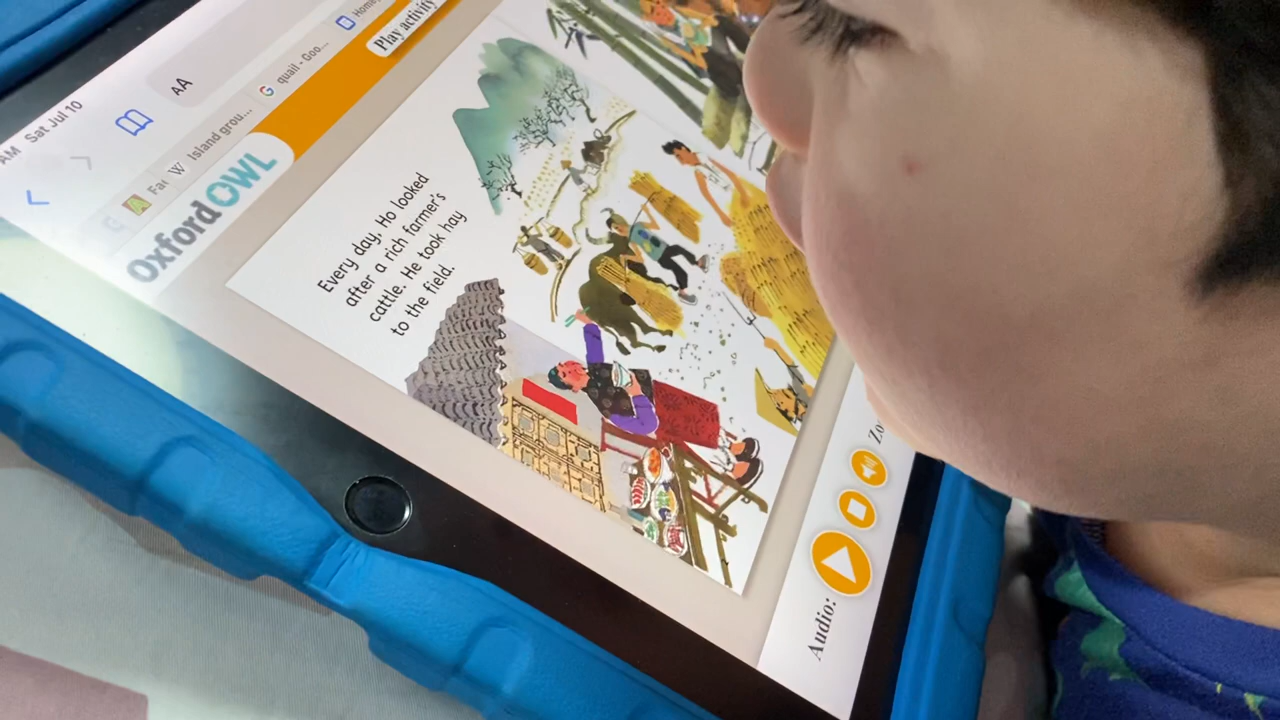 AM Sat Jul 10
AA
Island grou...
quail - Goo...
Oxford OWL
Play activity
Every day, Ho looked
after a rich farmer's
cattle. He took hay
to the field.
Audio: